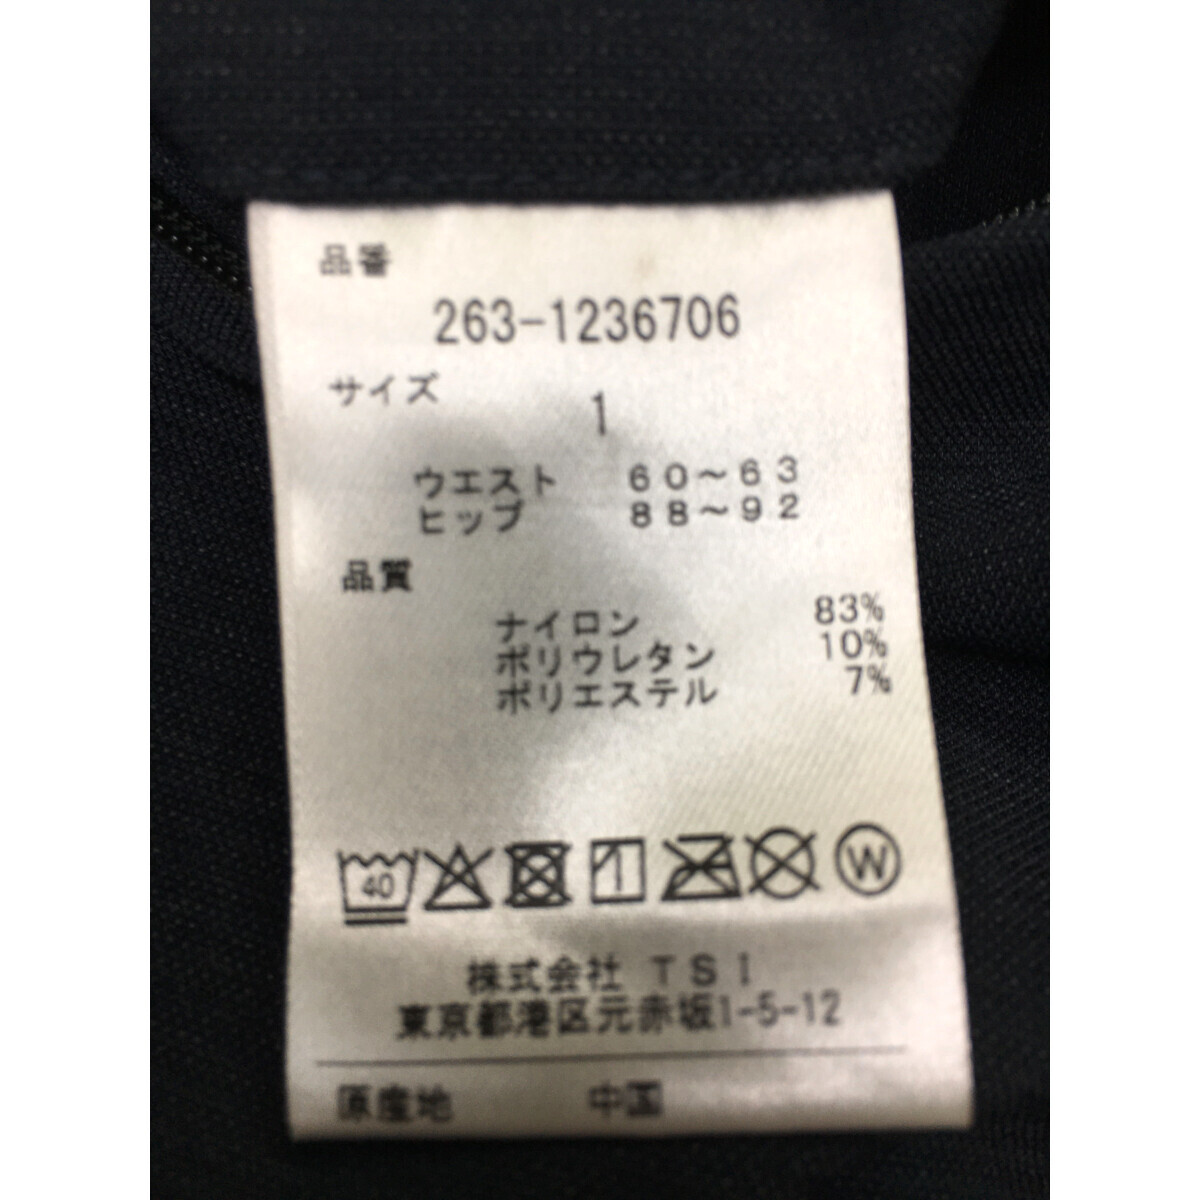 品番
263-1236706
サイズ 1
ウエスト 60～63
ヒップ 88～92
品質
ナイロン 83%
ポリウレタン 10%
ポリエステル 7%
40 W
株式会社 TSI
東京都港区元赤坂1-5-12
原産地 中国